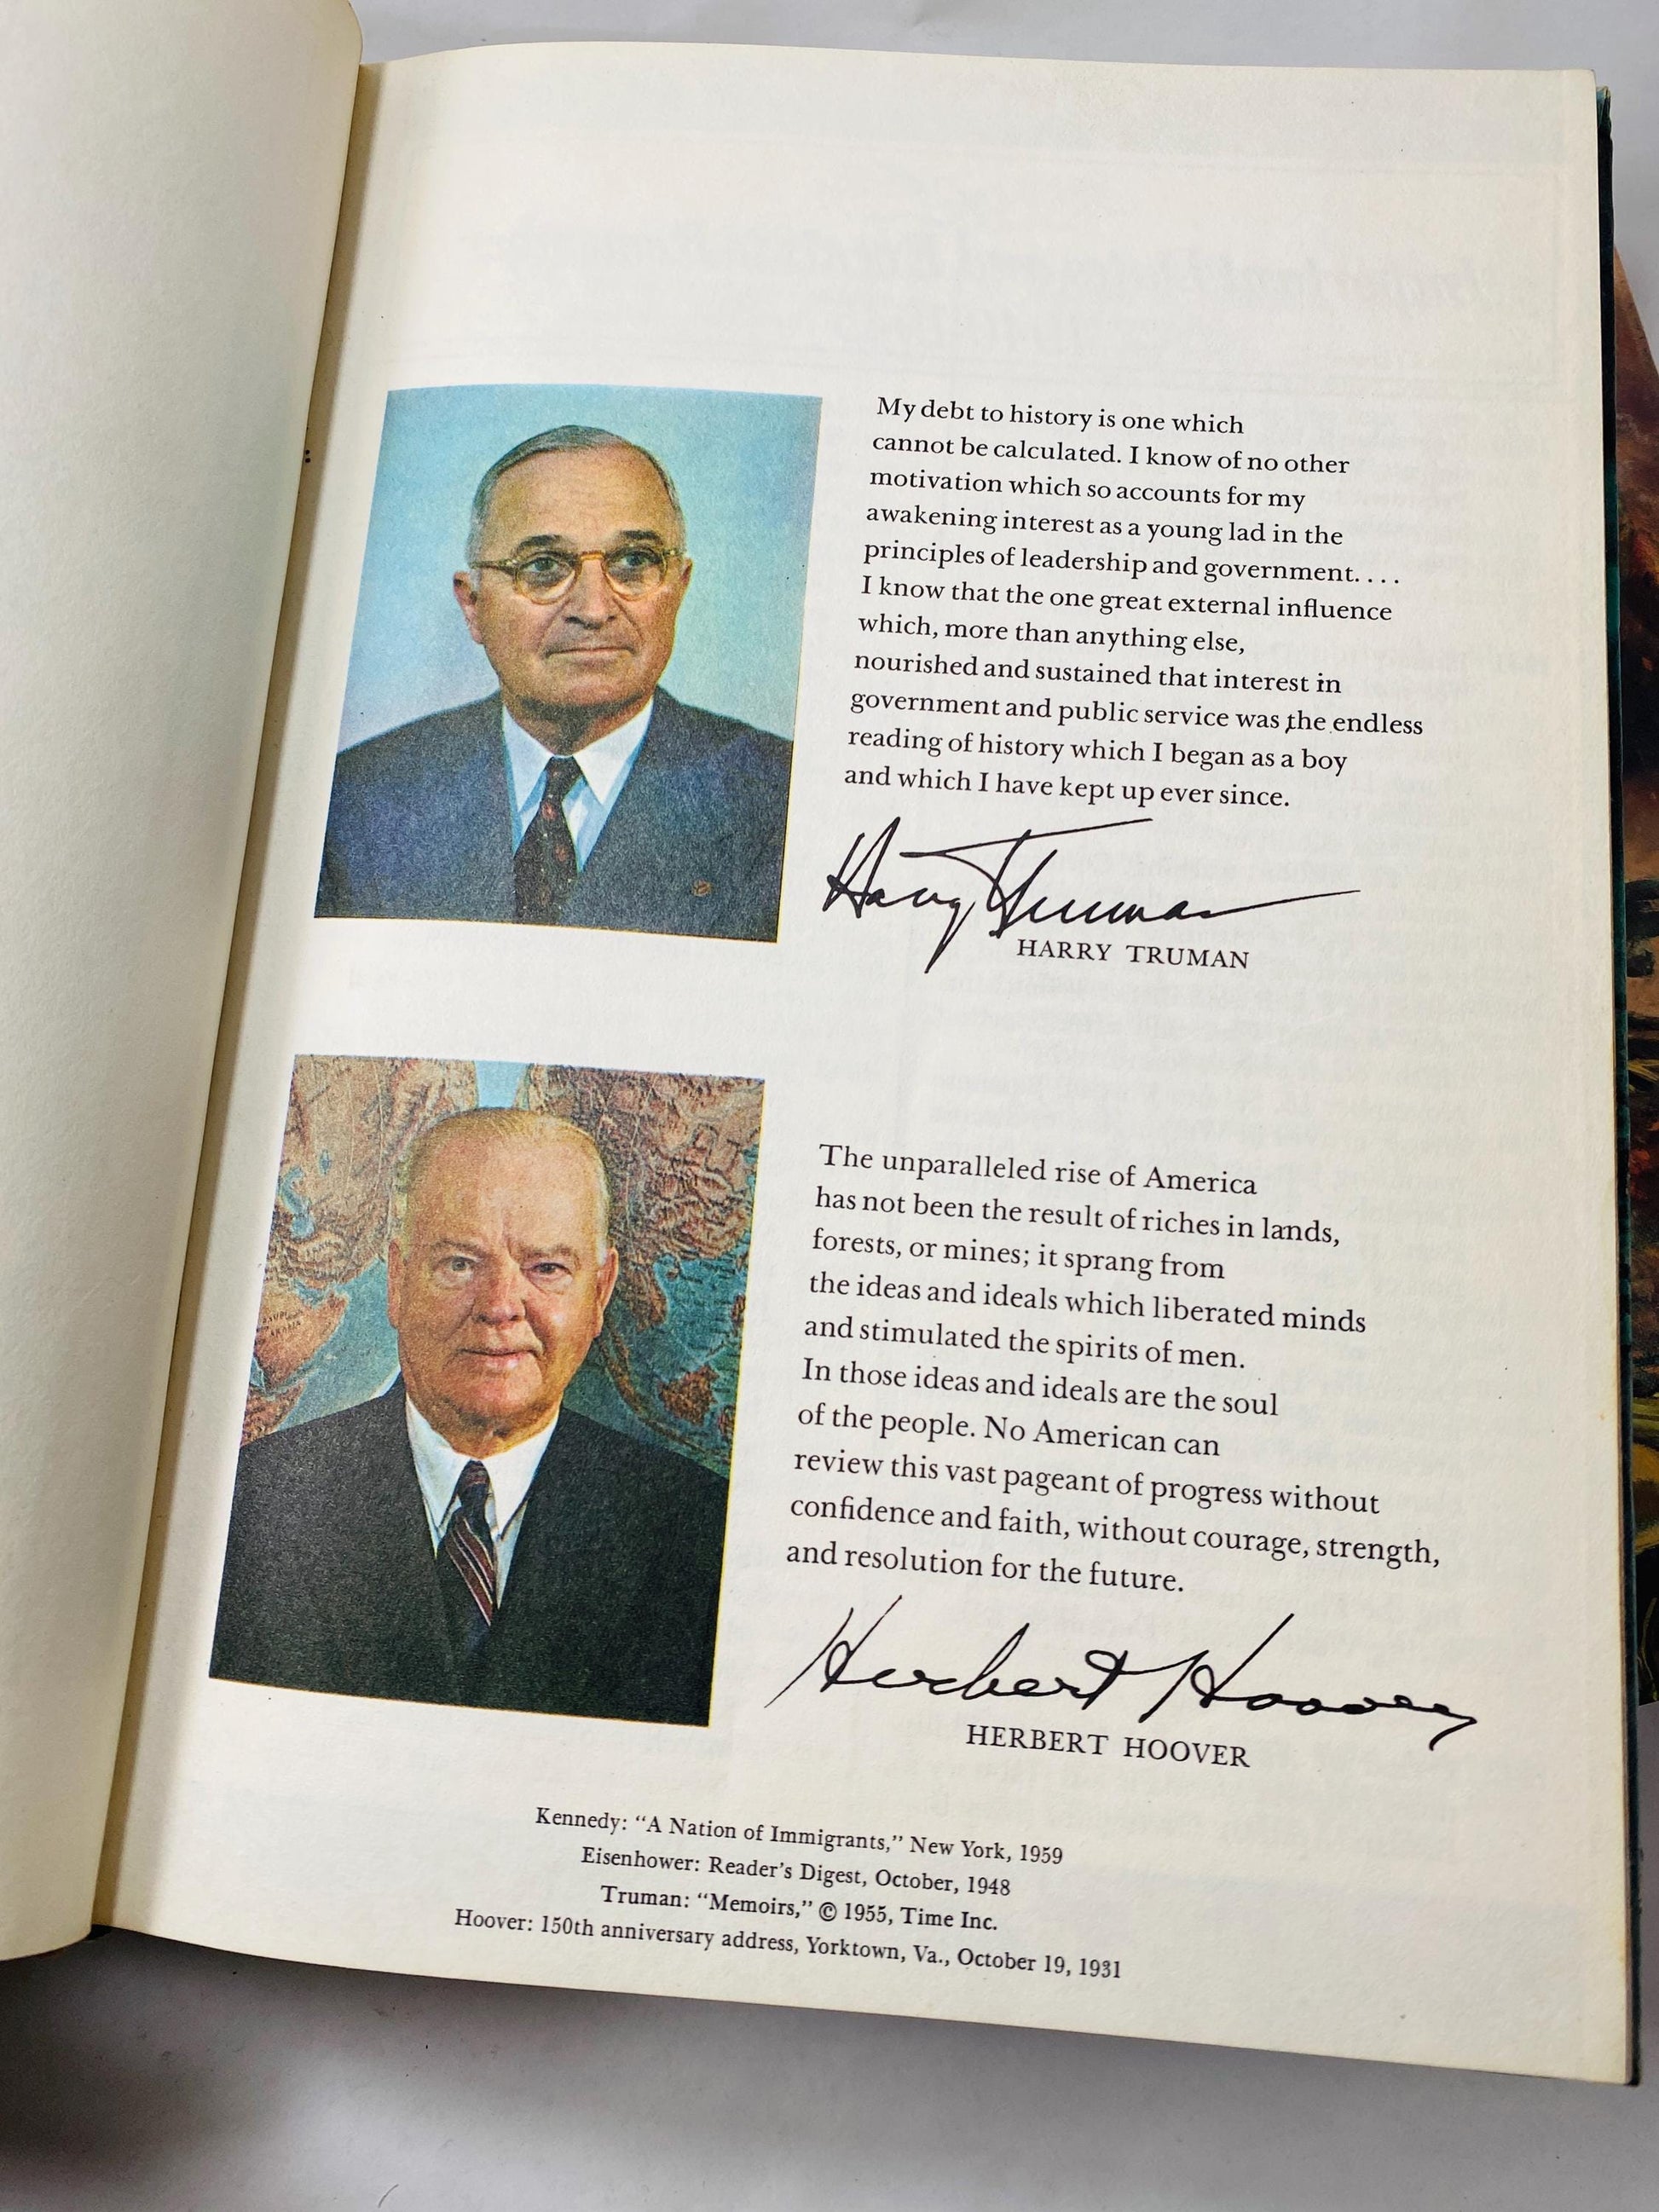 My debt to history is one which
cannot be calculated. I know of no other
motivation which so accounts for my
awakening interest as a young lad in the
principles of leadership and government. . . .
I know that the one great external influence
which, more than anything else,
nourished and sustained that interest in
government and public service was the endless
reading of history which I began as a boy
and which I have kept up ever since.
Harry Truman
HARRY TRUMAN
SAUDI
ARABIA
The unparalleled rise of America
has not been the result of riches in lands,
forests, or mines; it sprang from
the ideas and ideals which liberated minds
and stimulated the spirits of men.
In those ideas and ideals are the soul
of the people. No American can
review this vast pageant of progress without
confidence and faith, without courage, strength,
and resolution for the future.
Herbert Hoover
HERBERT HOOVER
Kennedy: “A Nation of Immigrants,” New York, 1959
Eisenhower: Reader’s Digest, October, 1948
Truman: “Memoirs,” © 1955, Time Inc.
Hoover: 150th anniversary address, Yorktown, Va., October 19, 1931